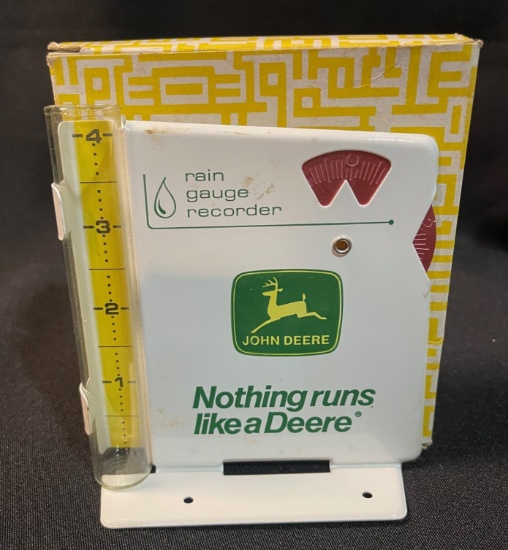 4
3
2
1
rain
gauge
recorder
JOHN DEERE
Nothing runs
like a Deere®